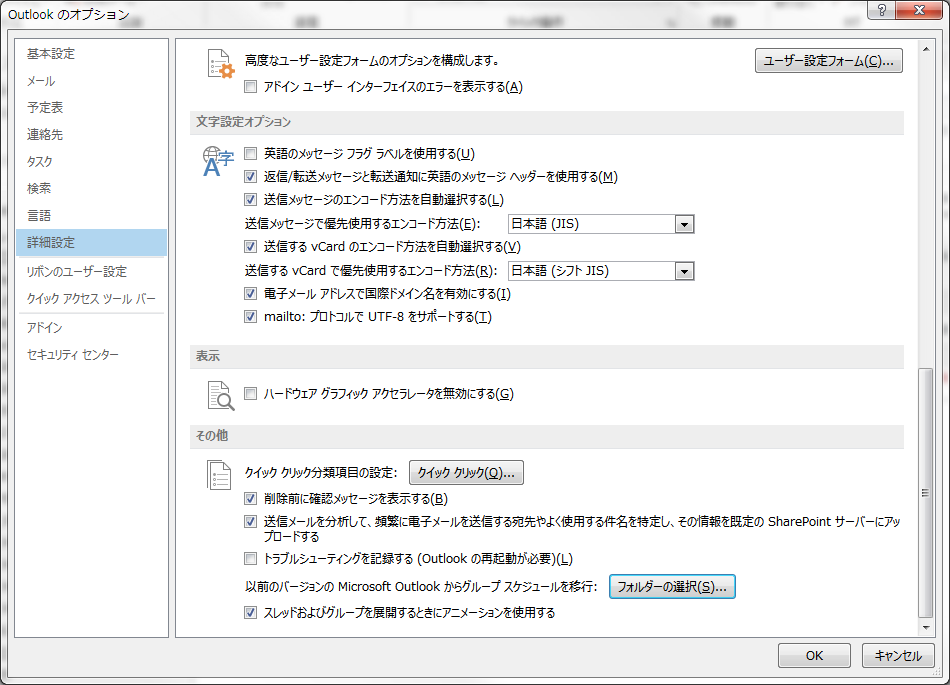 Outlook のオプション
基本設定
メール
予定表
連絡先
タスク
検索
言語
詳細設定
リボンのユーザー設定
クイック アクセス ツール バー
アドイン
セキュリティ センター
高度なユーザー設定フォームのオプションを構成します。
ユーザー設定フォーム(C)...
アドイン ユーザー インターフェイスのエラーを表示する(A)
文字設定オプション
英語のメッセージ フラグ ラベルを使用する(U)
返信/転送メッセージと転送通知に英語のメッセージ ヘッダーを使用する(M)
送信メッセージのエンコード方法を自動選択する(L)
送信メッセージで優先使用するエンコード方法(E): 日本語 (JIS)
送信する vCard のエンコード方法を自動選択する(V)
送信する vCard で優先使用するエンコード方法(R): 日本語 (シフト JIS)
電子メール アドレスで国際ドメイン名を有効にする(I)
mailto: プロトコルで UTF-8 をサポートする(T)
表示
ハードウェア グラフィック アクセラレータを無効にする(G)
その他
クイック クリック分類項目の設定: クイック クリック(Q)...
削除前に確認メッセージを表示する(B)
送信メールを分析して、頻繁に電子メールを送信する宛先やよく使用する件名を特定し、その情報を既定の SharePoint サーバーにアッ
プロードする
トラブルシューティングを記録する (Outlook の再起動が必要)(L)
以前のバージョンの Microsoft Outlook からグループ スケジュールを移行: フォルダーの選択(S)...
スレッドおよびグループを展開するときにアニメーションを使用する
OK
キャンセル